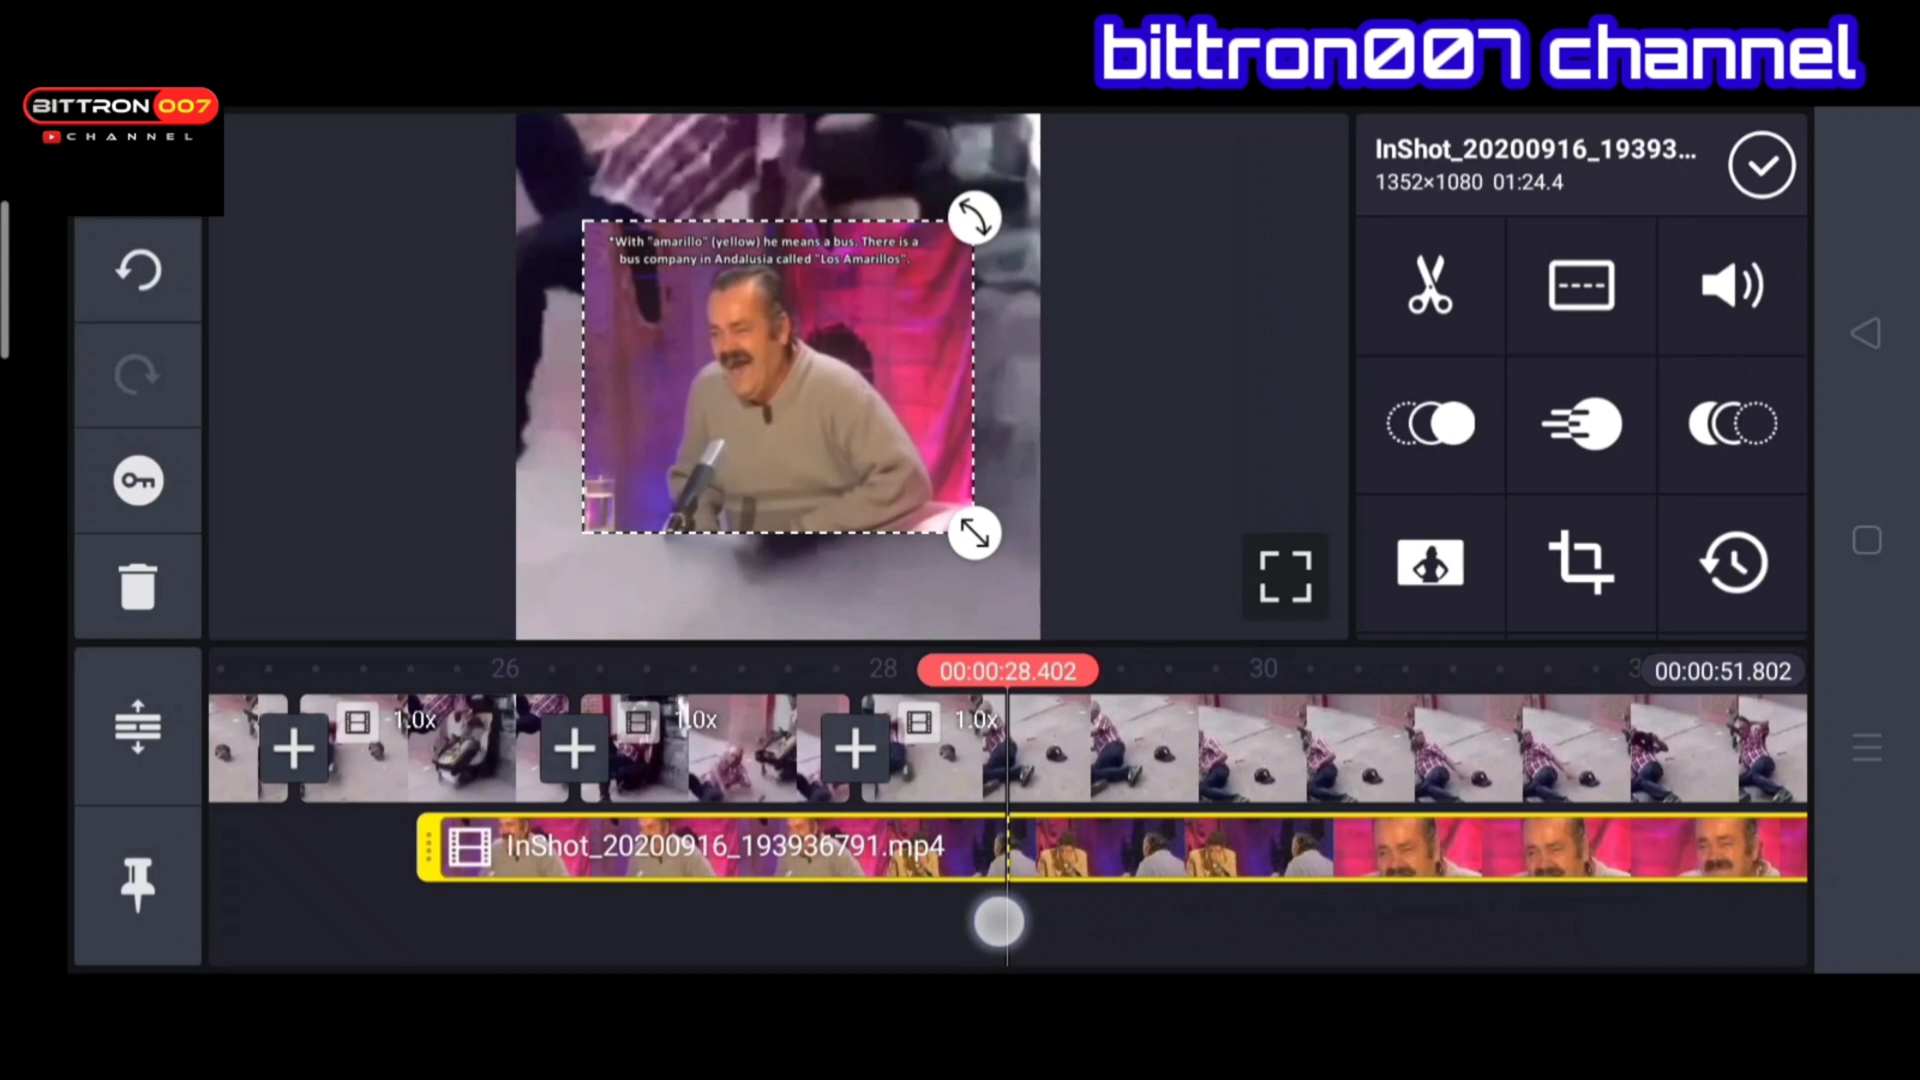 bittron007 channel
BITTRON 007
CHANNEL
InShot_20200916_19393...
1352×1080 01:24.4
*With "amarillo" (yellow) he means a bus. There is a
bus company in Andalusia called "Los Amarillos".
26
28
00:00:28.402
30
00:00:51.802
1.0x
1.0x
1.0x
InShot_20200916_193936791.mp4